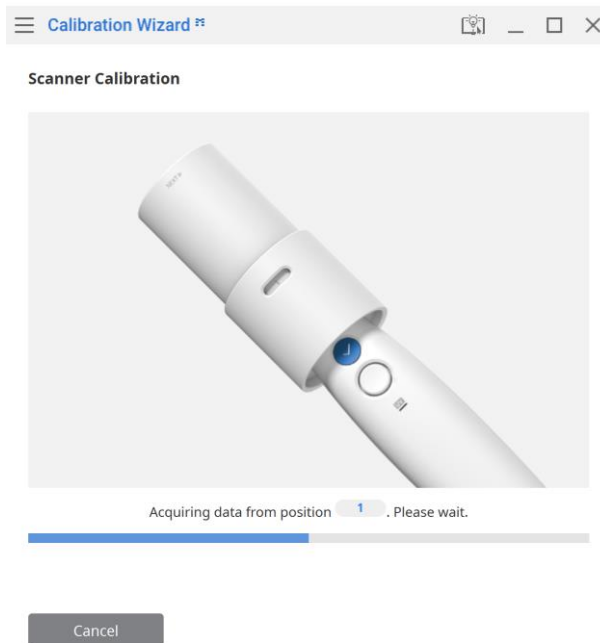 Calibration Wizard
Scanner Calibration
Acquiring data from position 1 . Please wait.
Cancel